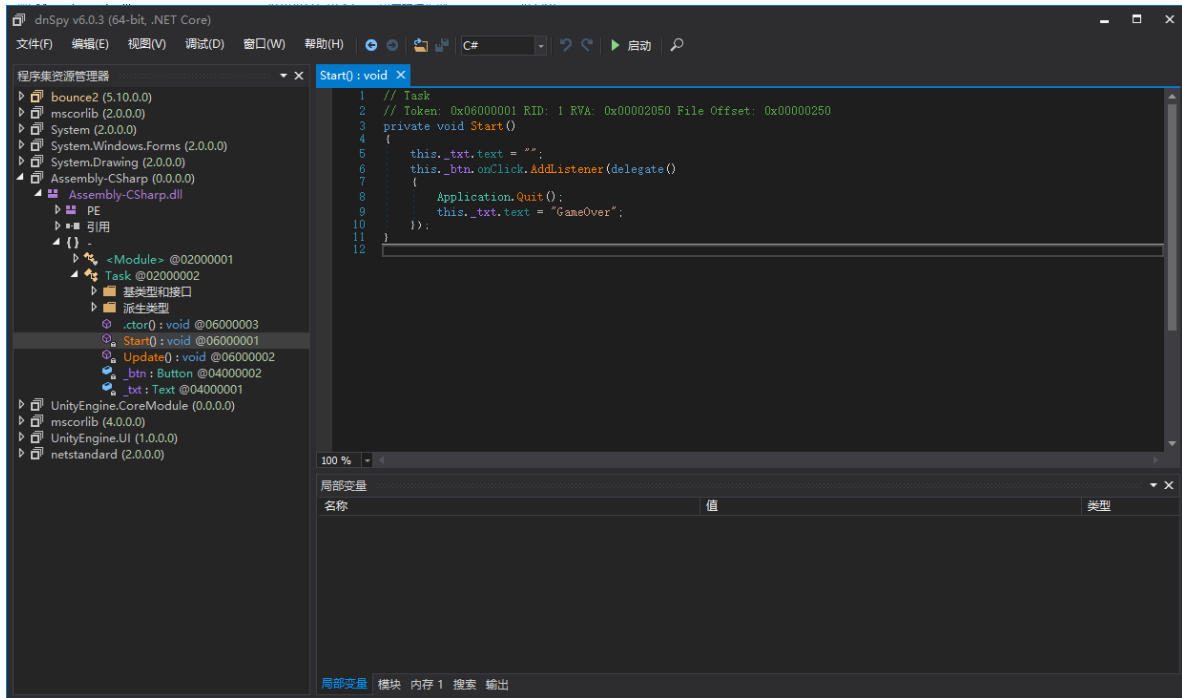 dnSpy v6.0.3 (64-bit, .NET Core)
文件(F) 编辑(E) 视图(V) 调试(D) 窗口(W) 帮助(H) C# 启动
程序集资源管理器
bounce2 (5.10.0.0)
mscorlib (2.0.0.0)
System (2.0.0.0)
System.Windows.Forms (2.0.0.0)
System.Drawing (2.0.0.0)
Assembly-CSharp (0.0.0.0)
Assembly-CSharp.dll
PE
引用
{} -
<Module> @02000001
Task @02000002
基类型和接口
派生类型
.ctor() : void @06000003
Start() : void @06000001
Update() : void @06000002
_btn : Button @04000002
_txt : Text @04000001
UnityEngine.CoreModule (0.0.0.0)
mscorlib (4.0.0.0)
UnityEngine.UI (1.0.0.0)
netstandard (2.0.0.0)
Start() : void
1 // Task
2 // Token: 0x06000001 RID: 1 RVA: 0x00002050 File Offset: 0x00000250
3 private void Start()
4 {
5 this._txt.text = "";
6 this._btn.onClick.AddListener(delegate()
7 {
8 Application.Quit();
9 this._txt.text = "GameOver";
10 });
11 }
12
100 %
局部变量
名称 值 类型
局部变量 模块 内存 1 搜索 输出